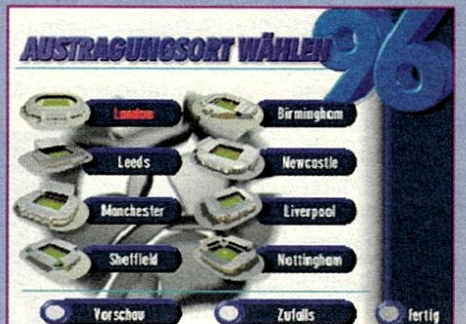 AUSTRAGUNGSORT WÄHLEN
96
London
Birmingham
Leeds
Newcastle
Manchester
Liverpool
Sheffield
Nottingham
Vorschau
Zufalls
fertig